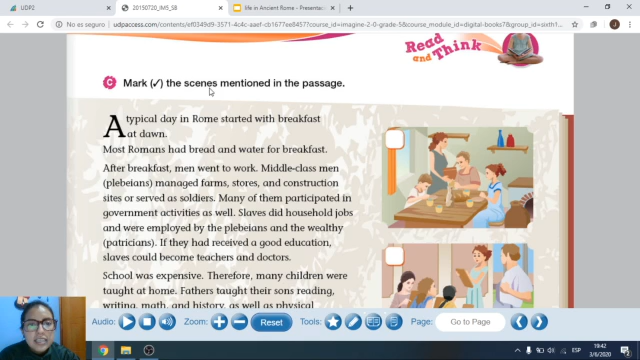 UDP2
20150720_IM5_SB
life in Ancient Rome - Presentac
No es seguro
udpaccess.com/contents/ef0349d9-3571-4c4c-aaef-cb1677ee8457?course_id=imagine-2-0-grade-5&course_module_id=digital-books7&group_id=sixth1
Read
and Think
C Mark (✓) the scenes mentioned in the passage.
A typical day in Rome started with breakfast
at dawn.
Most Romans had bread and water for breakfast.
After breakfast, men went to work. Middle-class men
(plebeians) managed farms, stores, and construction
sites or served as soldiers. Many of them participated in
government activities as well. Slaves did household jobs
and were employed by the plebeians and the wealthy
(patricians). If they had received a good education,
slaves could become teachers and doctors.
School was expensive. Therefore, many children were
taught at home. Fathers taught their sons reading,
writing, math, and history, as well as physical
Audio:
Zoom:
Reset
Tools:
Page:
Go to Page
ESP
19:42
3/6/2020